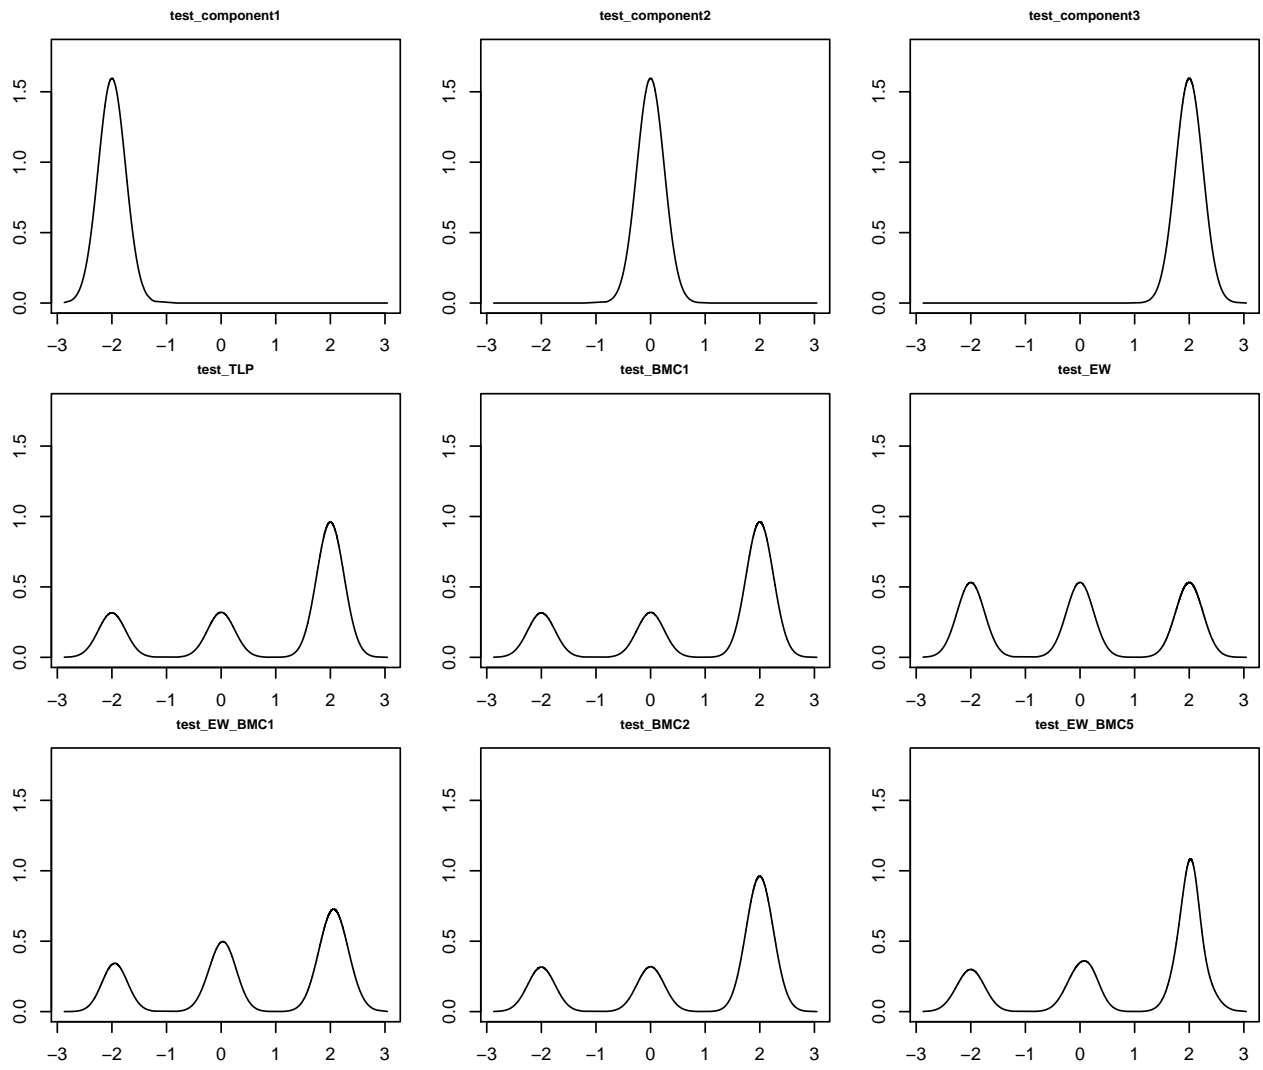 test_component1 test_component2 test_component3
1.5 1.5 1.5
1.0 1.0 1.0
0.5 0.5 0.5
0.0 0.0 0.0
−3 −2 −1 0 1 2 3 −3 −2 −1 0 1 2 3 −3 −2 −1 0 1 2 3
test_TLP test_BMC1 test_EW
1.5 1.5 1.5
1.0 1.0 1.0
0.5 0.5 0.5
0.0 0.0 0.0
−3 −2 −1 0 1 2 3 −3 −2 −1 0 1 2 3 −3 −2 −1 0 1 2 3
test_EW_BMC1 test_BMC2 test_EW_BMC5
1.5 1.5 1.5
1.0 1.0 1.0
0.5 0.5 0.5
0.0 0.0 0.0
−3 −2 −1 0 1 2 3 −3 −2 −1 0 1 2 3 −3 −2 −1 0 1 2 3